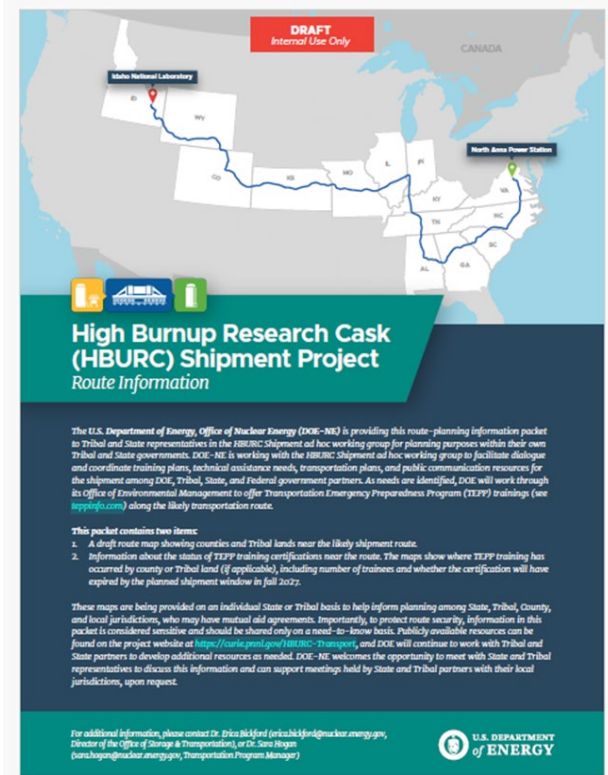 DRAFT
Internal Use Only
CANADA
Idaho National Laboratory
ID
WY
North Anna Power Station
IL
IN
VA
CO
KS
MO
KY
NC
TN
SC
AL
GA
High Burnup Research Cask
(HBURC) Shipment Project
Route Information
The U.S. Department of Energy, Office of Nuclear Energy (DOE-NE) is providing this route-planning information packet
to Tribal and State representatives in the HBURC Shipment ad hoc working group for planning purposes within their own
Tribal and State governments. DOE-NE is working with the HBURC Shipment ad hoc working group to facilitate dialogue
and coordinate training plans, technical assistance needs, transportation plans, and public communication resources for
the shipment among DOE, Tribal, State, and Federal government partners. As needs are identified, DOE will work through
its Office of Environmental Management to offer Transportation Emergency Preparedness Program (TEPP) trainings (see
teppinfo.com) along the likely transportation route.
This packet contains two items:
1. A draft route map showing counties and Tribal lands near the likely shipment route.
2. Information about the status of TEPP training certifications near the route. The maps show where TEPP training has
occurred by county or Tribal land (if applicable), including number of trainees and whether the certification will have
expired by the planned shipment window in fall 2027.
These maps are being provided on an individual State or Tribal basis to help inform planning among State, Tribal, County,
and local jurisdictions, who may have mutual aid agreements. Importantly, to protect route security, information in this
packet is considered sensitive and should be shared only on a need-to-know basis. Publicly available resources can be
found on the project website at https://curie.pnnl.gov/HBURC-Transport, and DOE will continue to work with Tribal and
State partners to develop additional resources as needed. DOE-NE welcomes the opportunity to meet with State and Tribal
representatives to discuss this information and can support meetings held by State and Tribal partners with their local
jurisdictions, upon request.
For additional information, please contact Dr. Erica Bickford (erica.bickford@nuclear.energy.gov,
Director of the Office of Storage & Transportation), or Dr. Sara Hogan
(sara.hogan@nuclear.energy.gov, Transportation Program Manager)
U.S. DEPARTMENT
of ENERGY